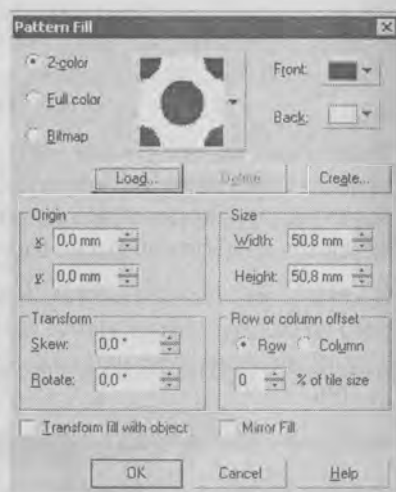 Pattern Fill
2-color
Front:
Full color
Back:
Bitmap
Load... Define Create...
Origin Size
x: 0,0 mm Width: 50,8 mm
y: 0,0 mm Height: 50,8 mm
Transform Row or column offset
Skew: 0,0 ° Row Column
Rotate: 0,0 ° 0 % of tile size
Transform fill with object Mirror Fill
OK Cancel Help